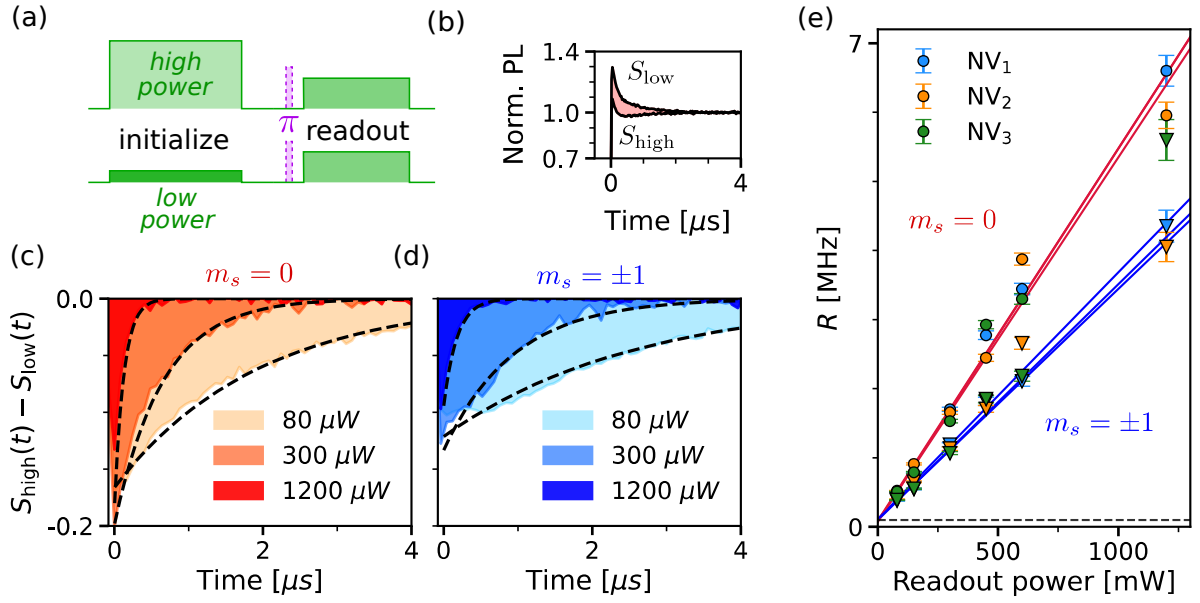 (a)
high
power
initialize
π
readout
low
power
(b)
Norm. PL
1.4
1.0
0.7
S_low
S_high
0
4
Time [μs]
(c)
m_s = 0
S_high(t) − S_low(t)
0.0
-0.2
80 μW
300 μW
1200 μW
0
2
4
Time [μs]
(d)
m_s = ±1
80 μW
300 μW
1200 μW
0
2
4
Time [μs]
(e)
7
NV₁
NV₂
NV₃
m_s = 0
R [MHz]
m_s = ±1
0
0
500
1000
Readout power [mW]